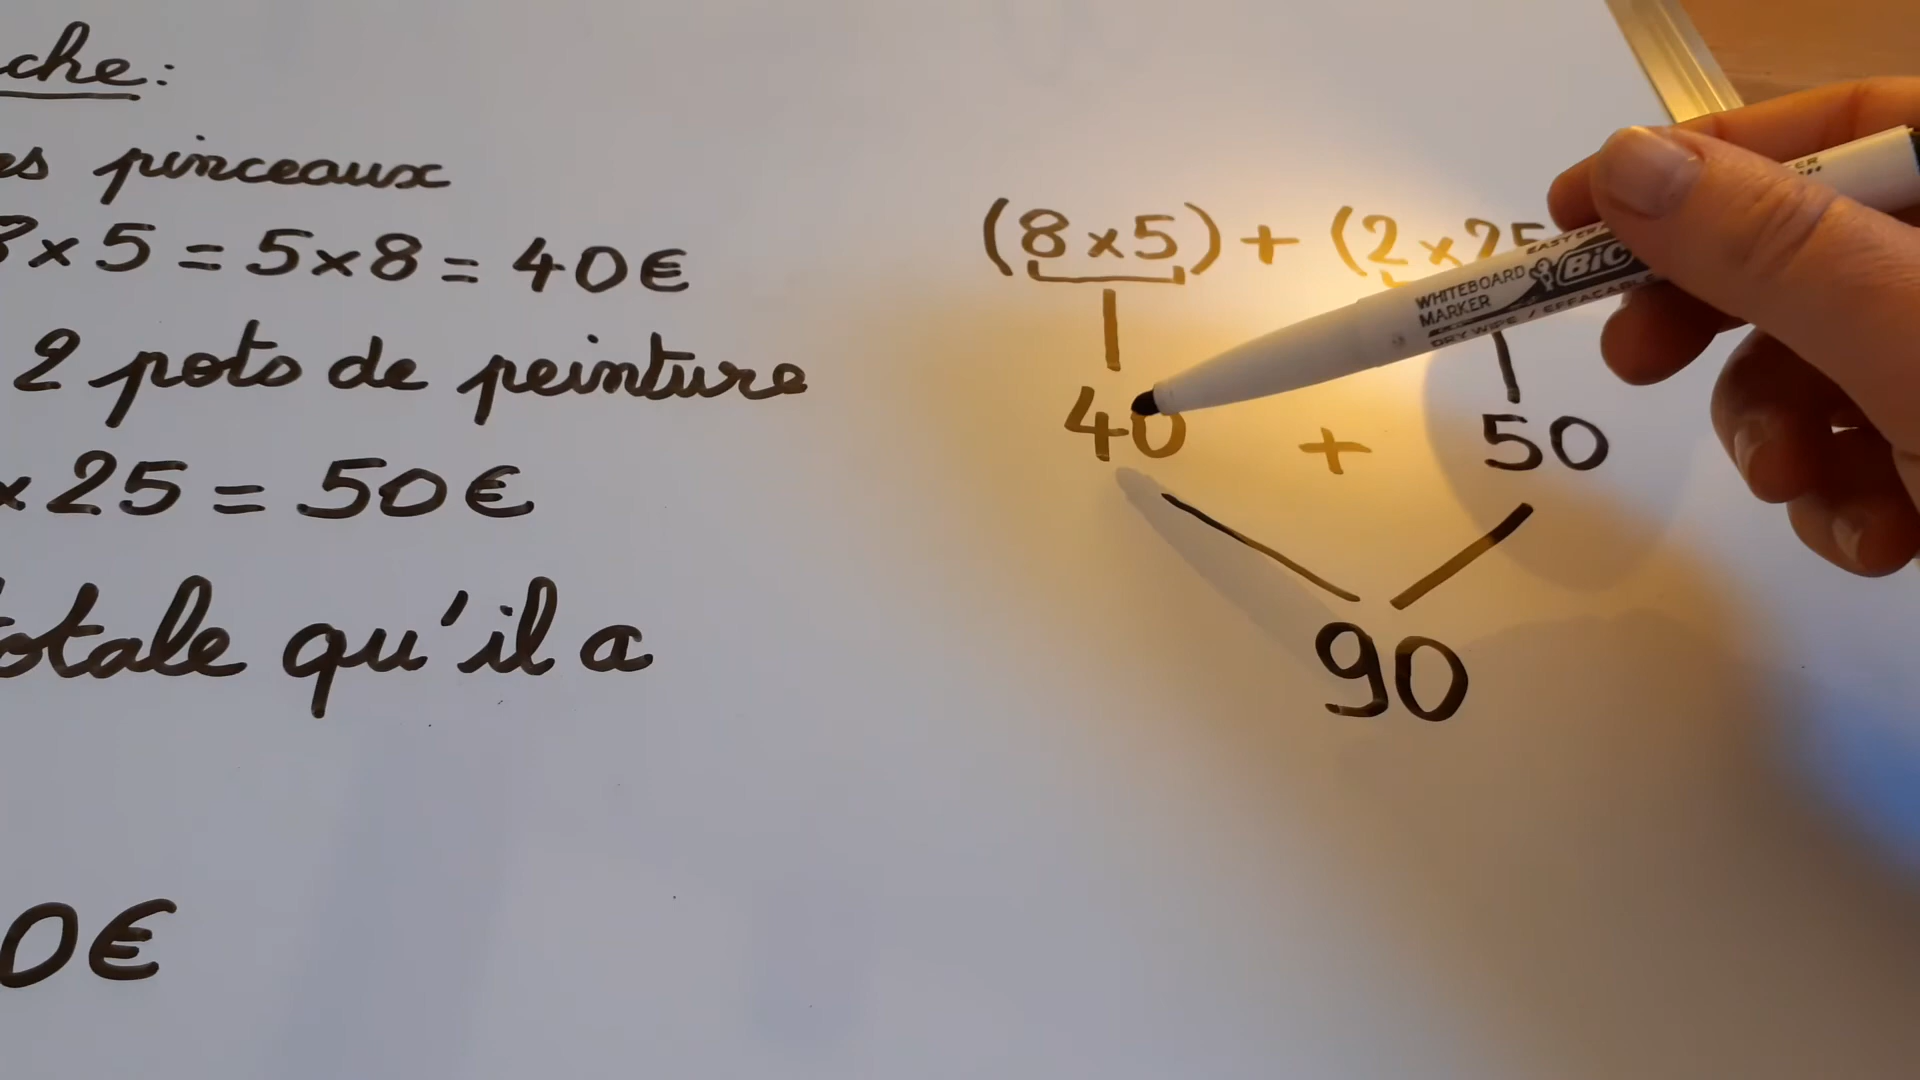 che:
es pinceaux
8 x 5 = 5 x 8 = 40 €
2 pots de peinture
x 25 = 50 €
totale qu'il a
0 €
(8 x 5) + (2 x 25
40 + 50
90
WHITEBOARD MARKER
DRY WIPE / EFFACABLE
BIC